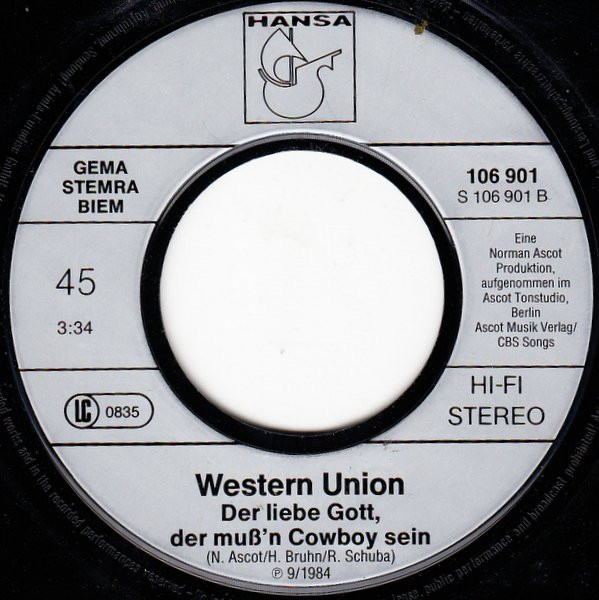 HANSA
GEMA
STEMRA
BIEM
106 901
S 106 901 B
45
3:34
Eine
Norman Ascot
Produktion,
aufgenommen im
Ascot Tonstudio,
Berlin
Ascot Musik Verlag/
CBS Songs
LC 0835
HI-FI
STEREO
Western Union
Der liebe Gott,
der muß'n Cowboy sein
(N. Ascot/H. Bruhn/R. Schuba)
℗ 9/1984